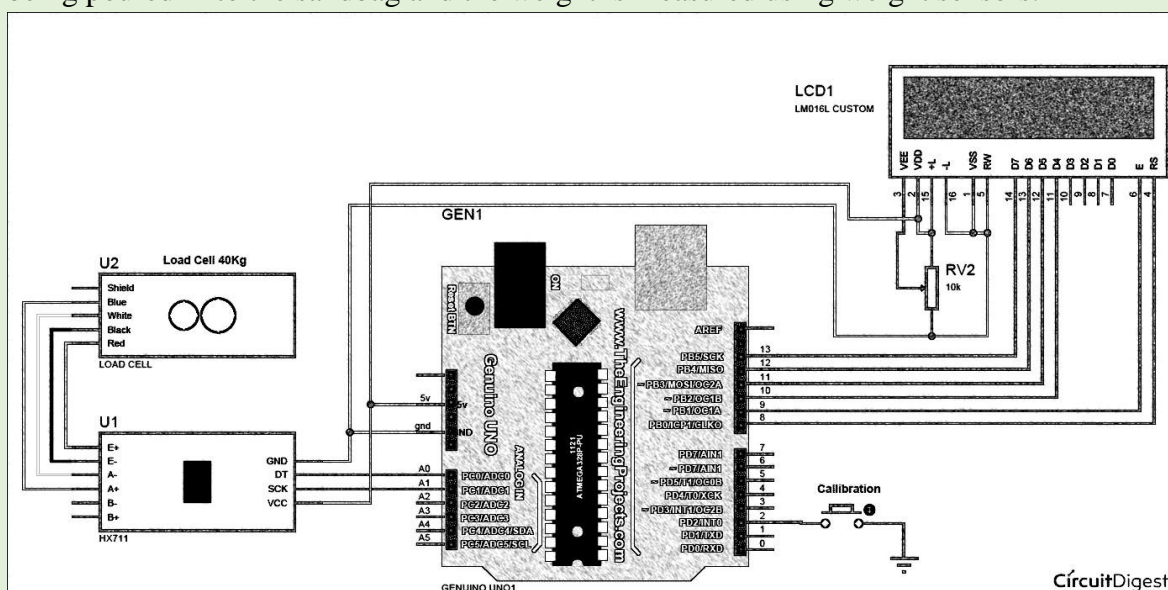 LCD1
LM016L CUSTOM
VEE
VDD
+L
-L
VSS
RW
D7
D6
D5
D4
D3
D2
D1
D0
E
RS
3
2
15
16
1
5
14
13
12
11
10
9
8
7
6
4
GEN1
RV2
10k
U2
Load Cell 40Kg
Shield
Blue
White
Black
Red
LOAD CELL
U1
E+
E-
A-
A+
B-
B+
GND
DT
SCK
VCC
HX711
ON
Reset BTN
Genuino UNO
www.TheEngineeringProjects.com
1121
ATMEGA328P-PU
ANALOG IN
5v
5v
gnd
ND
A0
PC0/ADC0
A1
PC1/ADC1
A2
PC2/ADC2
A3
PC3/ADC3
A4
PC4/ADC4/SDA
A5
PC5/ADC5/SCL
AREF
PB5/SCK
13
PB4/MISO
12
~PB3/MOSI/OC2A
11
~PB2/OC1B
10
~PB1/OC1A
9
PB0/ICP1/CLKO
8
PD7/AIN1
7
~PD7/AIN1
6
~PD5/T1/OC0B
5
PD4/T0XCK
4
~PD3/INT1/OC2B
3
PD2/INT0
2
PD1/TXD
1
PD0/RXD
0
Callibration
GENUINO UNO1
CircuitDigest